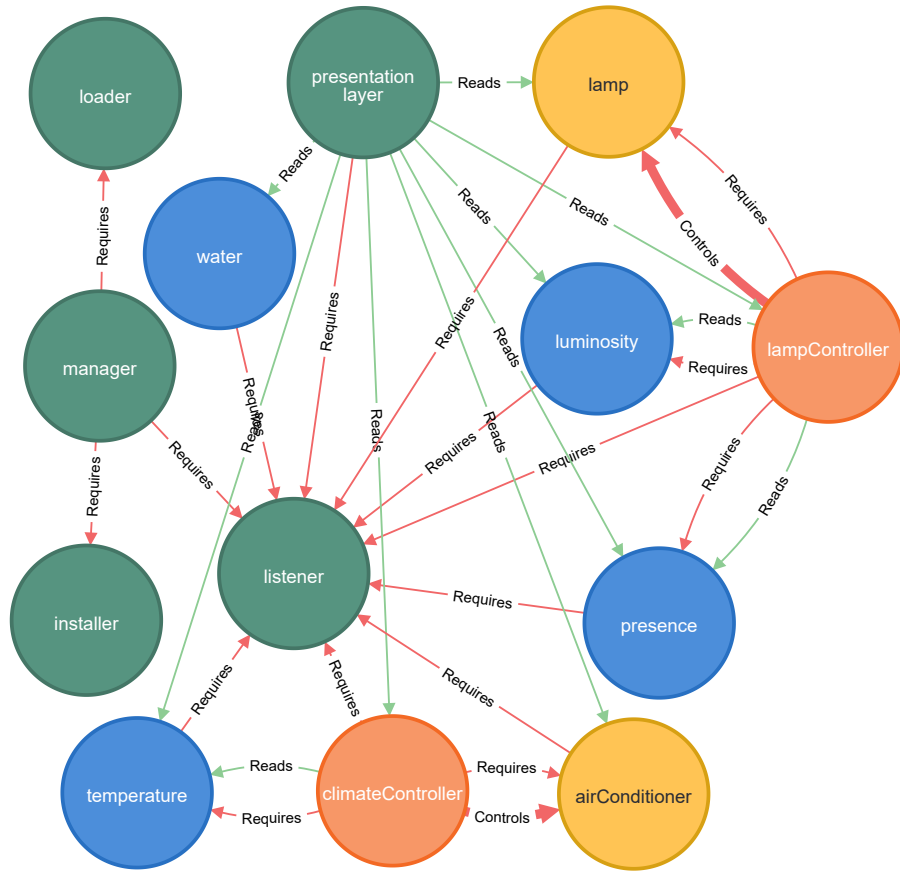 loader
presentation
layer
Reads
lamp
Reads
Requires
Requires
Reads
Reads
Controls
water
Reads
lampController
luminosity
Requires
Requires
Reads
Requires
manager
Requires
Reads
Reads
Reads
Requires
Requires
Requires
Requires
Requires
Requires
Reads
listener
Requires
installer
presence
Requires
Requires
Requires
Reads
Requires
temperature
climateController
airConditioner
Requires
Controls